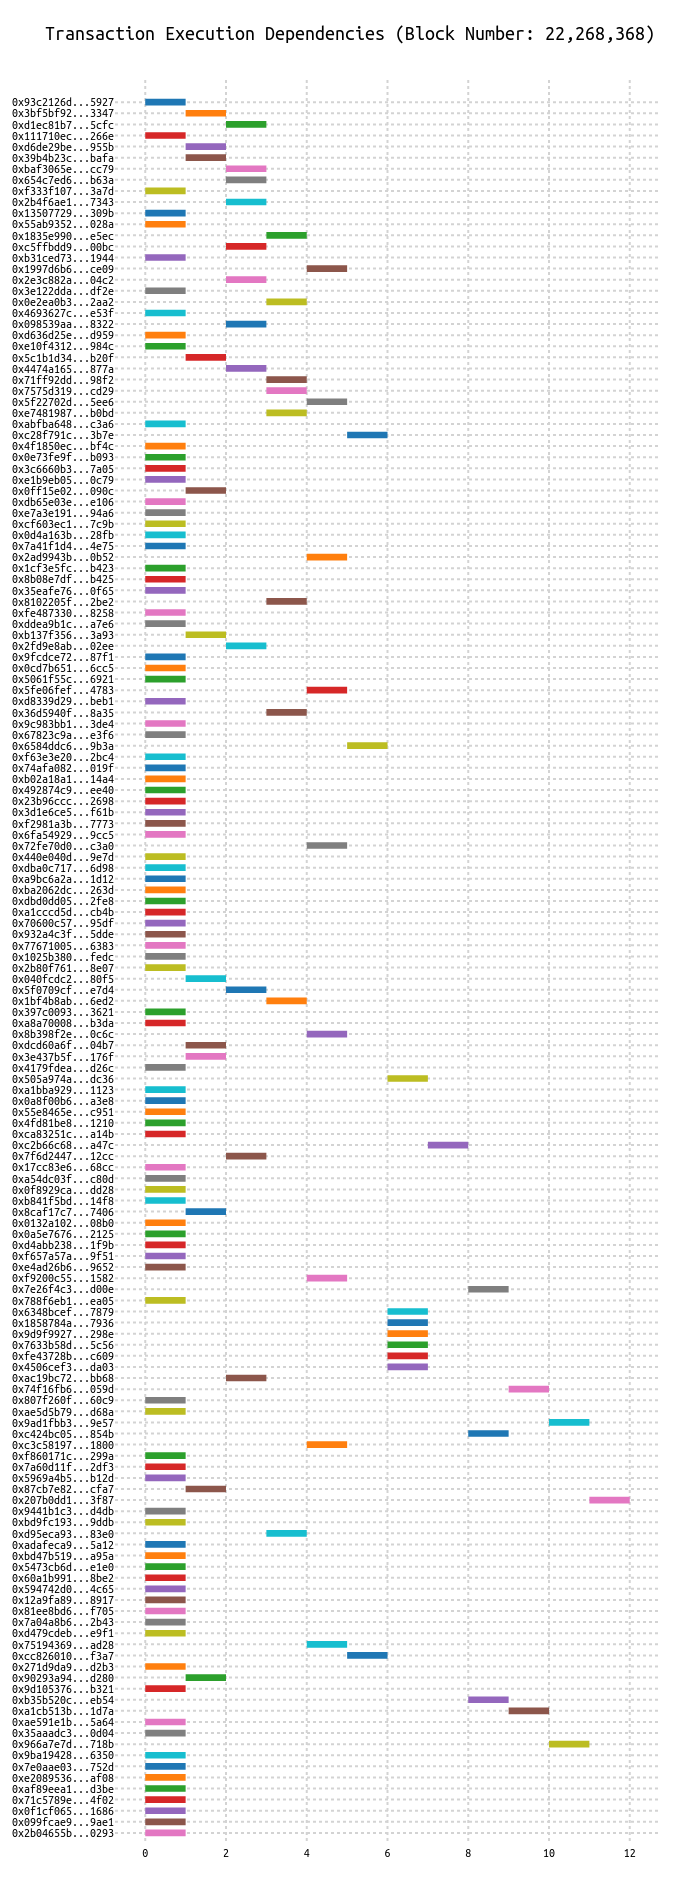 Transaction Execution Dependencies (Block Number: 22,268,368)
0x93c2126d...5927
0x3bf5bf92...3347
0xd1ec81b7...5cfc
0x111710ec...266e
0xd6de29be...955b
0x39b4b23c...bafa
0xbaf3065e...cc79
0x654c7ed6...b63a
0xf333f107...3a7d
0x2b4f6ae1...7343
0x13507729...309b
0x55ab9352...028a
0x1835e990...e5ec
0xc5ffbdd9...00bc
0xb31ced73...1944
0x1997d6b6...ce09
0x2e3c882a...04c2
0x3e122dda...df2e
0x0e2ea0b3...2aa2
0x4693627c...e53f
0x098539aa...8322
0xd636d25e...d959
0xe10f4312...984c
0x5c1b1d34...b20f
0x4474a165...877a
0x71ff92dd...98f2
0x7575d319...cd29
0x5f22702d...5ee6
0xe7481987...b0bd
0xabfba648...c3a6
0xc28f791c...3b7e
0x4f1850ec...bf4c
0x0e73fe9f...b093
0x3c6660b3...7a05
0xe1b9eb05...0c79
0x0ff15e02...090c
0xdb65e03e...e106
0xe7a3e191...94a6
0xcf603ec1...7c9b
0x0d4a163b...28fb
0x7a41f1d4...4e75
0x2ad9943b...0b52
0x1cf3e5fc...b423
0x8b08e7df...b425
0x35eafe76...0f65
0x8102205f...2be2
0xfe487330...8258
0xddea9b1c...a7e6
0xb137f356...3a93
0x2fd9e8ab...02ee
0x9fcdce72...87f1
0x0cd7b651...6cc5
0x5061f55c...6921
0x5fe06fef...4783
0xd8339d29...beb1
0x36d5940f...8a35
0x9c983bb1...3de4
0x67823c9a...e3f6
0x6584ddc6...9b3a
0xf63e3e20...2bc4
0x74afa082...019f
0xb02a18a1...14a4
0x492874c9...ee40
0x23b96ccc...2698
0x3d1e6ce5...f61b
0xf2981a3b...7773
0x6fa54929...9cc5
0x72fe70d0...c3a0
0x440e040d...9e7d
0xdba0c717...6d98
0xa9bc6a2a...1d12
0xba2062dc...263d
0xdbd0dd05...2fe8
0xa1cccd5d...cb4b
0x70600c57...95df
0x932a4c3f...5dde
0x77671005...6383
0x1025b380...fedc
0x2b80f761...8e07
0x040fcdc2...80f5
0x5f0709cf...e7d4
0x1bf4b8ab...6ed2
0x397c0093...3621
0xa8a70008...b3da
0x8b398f2e...0c6c
0xdcd60a6f...04b7
0x3e437b5f...176f
0x4179fdea...d26c
0x505a974a...dc36
0xa1bba929...1123
0x0a8f00b6...a3e8
0x55e8465e...c951
0x4fd81be8...1210
0xca83251c...a14b
0xc2b66c68...a47c
0x7f6d2447...12cc
0x17cc83e6...68cc
0xa54dc03f...c80d
0x0f8929ca...dd28
0xb841f5bd...14f8
0x8caf17c7...7406
0x0132a102...08b0
0x0a5e7676...2125
0xd4abb238...1f9b
0xf657a57a...9f51
0xe4ad26b6...9652
0xf9200c55...1582
0x7e26f4c3...d00e
0x788f6eb1...ea05
0x6348bcef...7879
0x1858784a...7936
0x9d9f9927...298e
0x7633b58d...5c56
0xfe43728b...c609
0x4506cef3...da03
0xac19bc72...bb68
0x74f16fb6...059d
0x807f260f...60c9
0xae5d5b79...d68a
0x9ad1fbb3...9e57
0xc424bc05...854b
0xc3c58197...1800
0xf860171c...299a
0x7a60d11f...2df3
0x5969a4b5...b12d
0x87cb7e82...cfa7
0x207b0dd1...3f87
0x9441b1c3...d4db
0xbd9fc193...9ddb
0xd95eca93...83e0
0xadafeca9...5a12
0xbd47b519...a95a
0x5473cb6d...e1e0
0x60a1b991...8be2
0x594742d0...4c65
0x12a9fa89...8917
0x81ee8bd6...f705
0x7a04a8b6...2b43
0xd479cdeb...e9f1
0x75194369...ad28
0xcc826010...f3a7
0x271d9da9...d2b3
0x90293a94...d280
0x9d105376...b321
0xb35b520c...eb54
0xa1cb513b...1d7a
0xae591e1b...5a64
0x35aaadc3...0d04
0x966a7e7d...718b
0x9ba19428...6350
0x7e0aae03...752d
0xe2089536...af08
0xaf89eea1...d3be
0x71c5789e...4f02
0x0f1cf065...1686
0x099fcae9...9ae1
0x2b04655b...0293
0 2 4 6 8 10 12